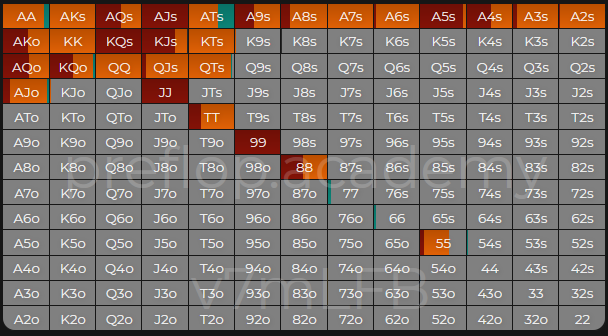 AA AKs AQs AJs ATs A9s A8s A7s A6s A5s A4s A3s A2s
AKo KK KQs KJs KTs K9s K8s K7s K6s K5s K4s K3s K2s
AQo KQo QQ QJs QTs Q9s Q8s Q7s Q6s Q5s Q4s Q3s Q2s
AJo KJo QJo JJ JTs J9s J8s J7s J6s J5s J4s J3s J2s
ATo KTo QTo JTo TT T9s T8s T7s T6s T5s T4s T3s T2s
A9o K9o Q9o J9o T9o 99 98s 97s 96s 95s 94s 93s 92s
A8o K8o Q8o J8o T8o 98o 88 87s 86s 85s 84s 83s 82s
preflop.academy
A7o K7o Q7o J7o T7o 97o 87o 77 76s 75s 74s 73s 72s
A6o K6o Q6o J6o T6o 96o 86o 76o 66 65s 64s 63s 62s
A5o K5o Q5o J5o T5o 95o 85o 75o 65o 55 54s 53s 52s
A4o K4o Q4o J4o T4o 94o 84o 74o 64o 54o 44 43s 42s
v7mLFB
A3o K3o Q3o J3o T3o 93o 83o 73o 63o 53o 43o 33 32s
A2o K2o Q2o J2o T2o 92o 82o 72o 62o 52o 42o 32o 22